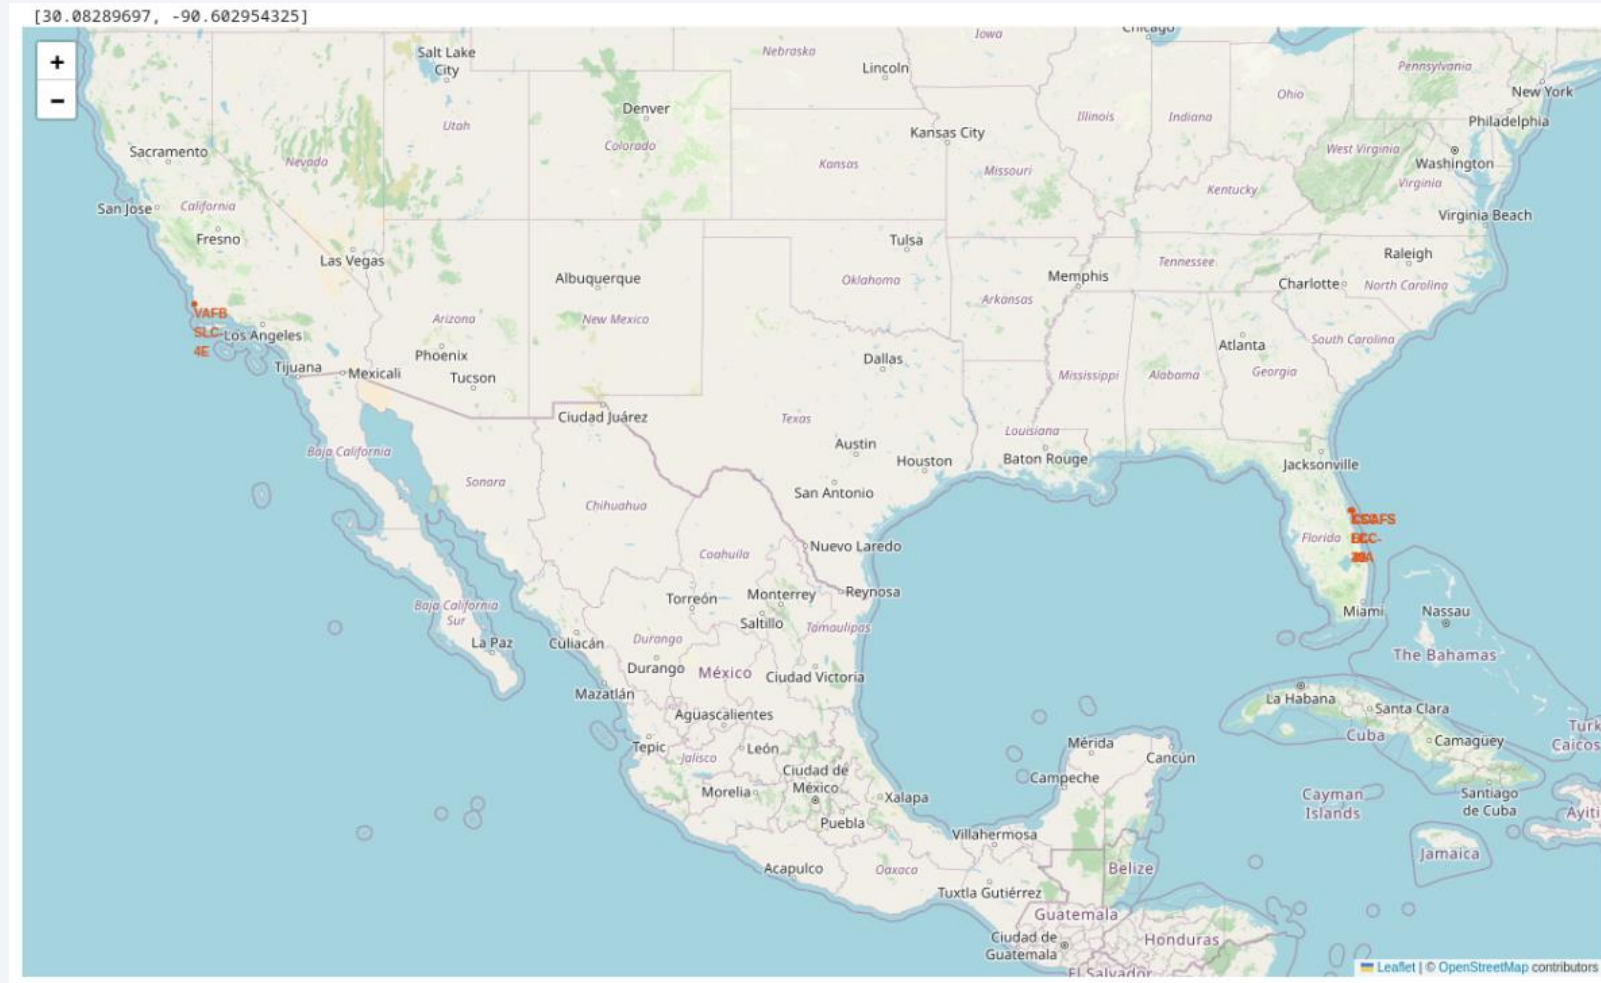 [30.08289697, -90.602954325]
+
−
Salt Lake
City
Nebraska
Iowa
Chicago
Lincoln
Pennsylvania
New York
Ohio
Denver
Utah
Colorado
Illinois
Indiana
Philadelphia
Kansas City
Sacramento
Nevada
Kansas
Missouri
West Virginia
Washington
Virginia
Kentucky
San Jose
California
Virginia Beach
Fresno
Tulsa
Las Vegas
Raleigh
Tennessee
Memphis
Albuquerque
Oklahoma
Charlotte
North Carolina
Arkansas
VAFB
SLC-
4E
Los Angeles
Arizona
New Mexico
South Carolina
Atlanta
Phoenix
Dallas
Tijuana
Mexicali
Tucson
Mississippi
Alabama
Georgia
Ciudad Juárez
Texas
Louisiana
Austin
Baja California
Houston
Baton Rouge
Jacksonville
Sonara
San Antonio
Chihuahua
Florida
Nuevo Laredo
Coahuila
Torreón
Monterrey
Reynosa
Baja California
Sur
Saltillo
Tamaulipas
Miami
Nassau
La Paz
Culiacán
Durango
The Bahamas
Durango
México
Ciudad Victoria
Mazatlán
La Habana
Santa Clara
Aguascalientes
Turk
Caicos
Cuba
Camagüey
Tepic
León
Mérida
Cancún
Jalisco
Ciudad de
México
Campeche
Morelia
Xalapa
Cayman
Islands
Santiago
de Cuba
Puebla
Ayiti
Villahermosa
Jamaica
Acapulco
Oaxaca
Belize
Tuxtla Gutiérrez
Guatemala
Ciudad de
Guatemala
Honduras
El Salvador
Leaflet | © OpenStreetMap contributors